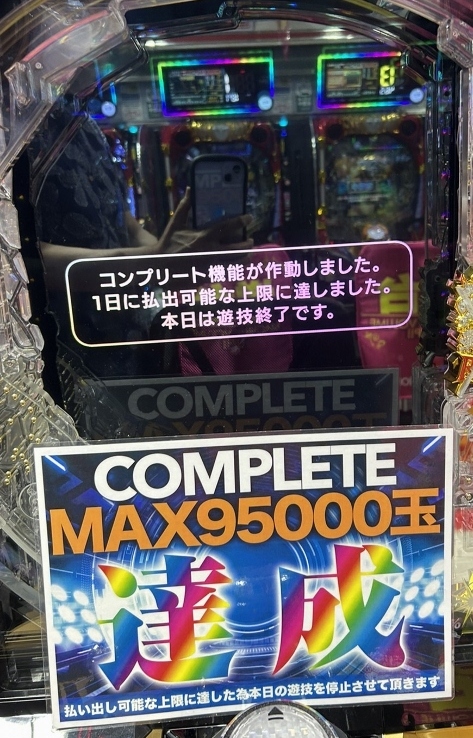 コンプリート機能が作動しました。
1日に払出可能な上限に達しました。
本日は遊技終了です。
COMPLETE
COMPLETE
MAX95000玉
達成
払い出し可能な上限に達した為本日の遊技を停止させて頂きます